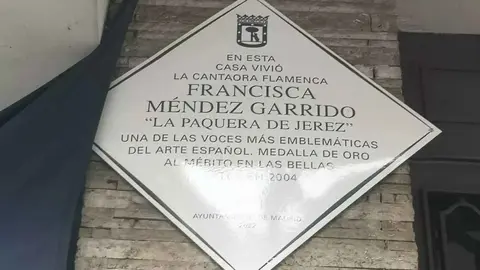 EN ESTA
CASA VIVIÓ
LA CANTAORA FLAMENCA
FRANCISCA
MÉNDEZ GARRIDO
"LA PAQUERA DE JEREZ"
UNA DE LAS VOCES MÁS EMBLEMÁTICAS
DEL ARTE ESPAÑOL. MEDALLA DE ORO
AL MÉRITO EN LAS BELLAS
2004
DE MADRID